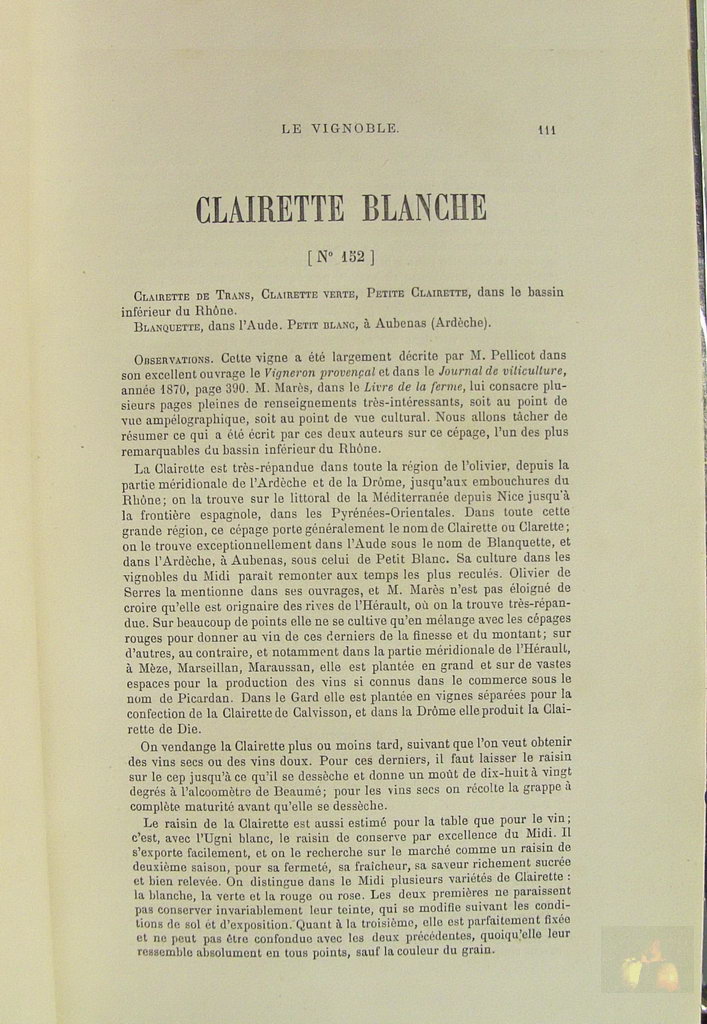 LE VIGNOBLE. 111
CLAIRETTE BLANCHE
[ N° 152 ]
CLAIRETTE DE TRANS, CLAIRETTE VERTE, PETITE CLAIRETTE, dans le bassin
inférieur du Rhône.
BLANQUETTE, dans l'Aude. PETIT BLANC, à Aubenas (Ardèche).
OBSERVATIONS. Cette vigne a été largement décrite par M. Pellicot dans
son excellent ouvrage le Vigneron provençal et dans le Journal de viticulture,
année 1870, page 390. M. Marès, dans le Livre de la ferme, lui consacre plu-
sieurs pages pleines de renseignements très-intéressants, soit au point de
vue ampélographique, soit au point de vue cultural. Nous allons tâcher de
résumer ce qui a été écrit par ces deux auteurs sur ce cépage, l'un des plus
remarquables du bassin inférieur du Rhône.
La Clairette est très-répandue dans toute la région de l'olivier, depuis la
partie méridionale de l'Ardèche et de la Drôme, jusqu'aux embouchures du
Rhône; on la trouve sur le littoral de la Méditerranée depuis Nice jusqu'à
la frontière espagnole, dans les Pyrénées-Orientales. Dans toute cette
grande région, ce cépage porte généralement le nom de Clairette ou Clarette;
on le trouve exceptionnellement dans l'Aude sous le nom de Blanquette, et
dans l'Ardèche, à Aubenas, sous celui de Petit Blanc. Sa culture dans les
vignobles du Midi paraît remonter aux temps les plus reculés. Olivier de
Serres la mentionne dans ses ouvrages, et M. Marès n'est pas éloigné de
croire qu'elle est orignaire des rives de l'Hérault, où on la trouve très-répan-
due. Sur beaucoup de points elle ne se cultive qu'en mélange avec les cépages
rouges pour donner au vin de ces derniers de la finesse et du montant; sur
d'autres, au contraire, et notamment dans la partie méridionale de l'Hérault,
à Mèze, Marseillan, Maraussan, elle est plantée en grand et sur de vastes
espaces pour la production des vins si connus dans le commerce sous le
nom de Picardan. Dans le Gard elle est plantée en vignes séparées pour la
confection de la Clairette de Calvisson, et dans la Drôme elle produit la Clai-
rette de Die.
On vendange la Clairette plus ou moins tard, suivant que l'on veut obtenir
des vins secs ou des vins doux. Pour ces derniers, il faut laisser le raisin
sur le cep jusqu'à ce qu'il se dessèche et donne un moût de dix-huit à vingt
degrés à l'alcoomètre de Beaumé; pour les vins secs on récolte la grappe à
complète maturité avant qu'elle se dessèche.
Le raisin de la Clairette est aussi estimé pour la table que pour le vin;
c'est, avec l'Ugni blanc, le raisin de conserve par excellence du Midi. Il
s'exporte facilement, et on le recherche sur le marché comme un raisin de
deuxième saison, pour sa fermeté, sa fraîcheur, sa saveur richement sucrée
et bien relevée. On distingue dans le Midi plusieurs variétés de Clairette :
la blanche, la verte et la rouge ou rose. Les deux premières ne paraissent
pas conserver invariablement leur teinte, qui se modifie suivant les condi-
tions de sol et d'exposition. Quant à la troisième, elle est parfaitement fixée
et ne peut pas être confondue avec les deux précédentes, quoiqu'elle leur
ressemble absolument en tous points, sauf la couleur du grain.